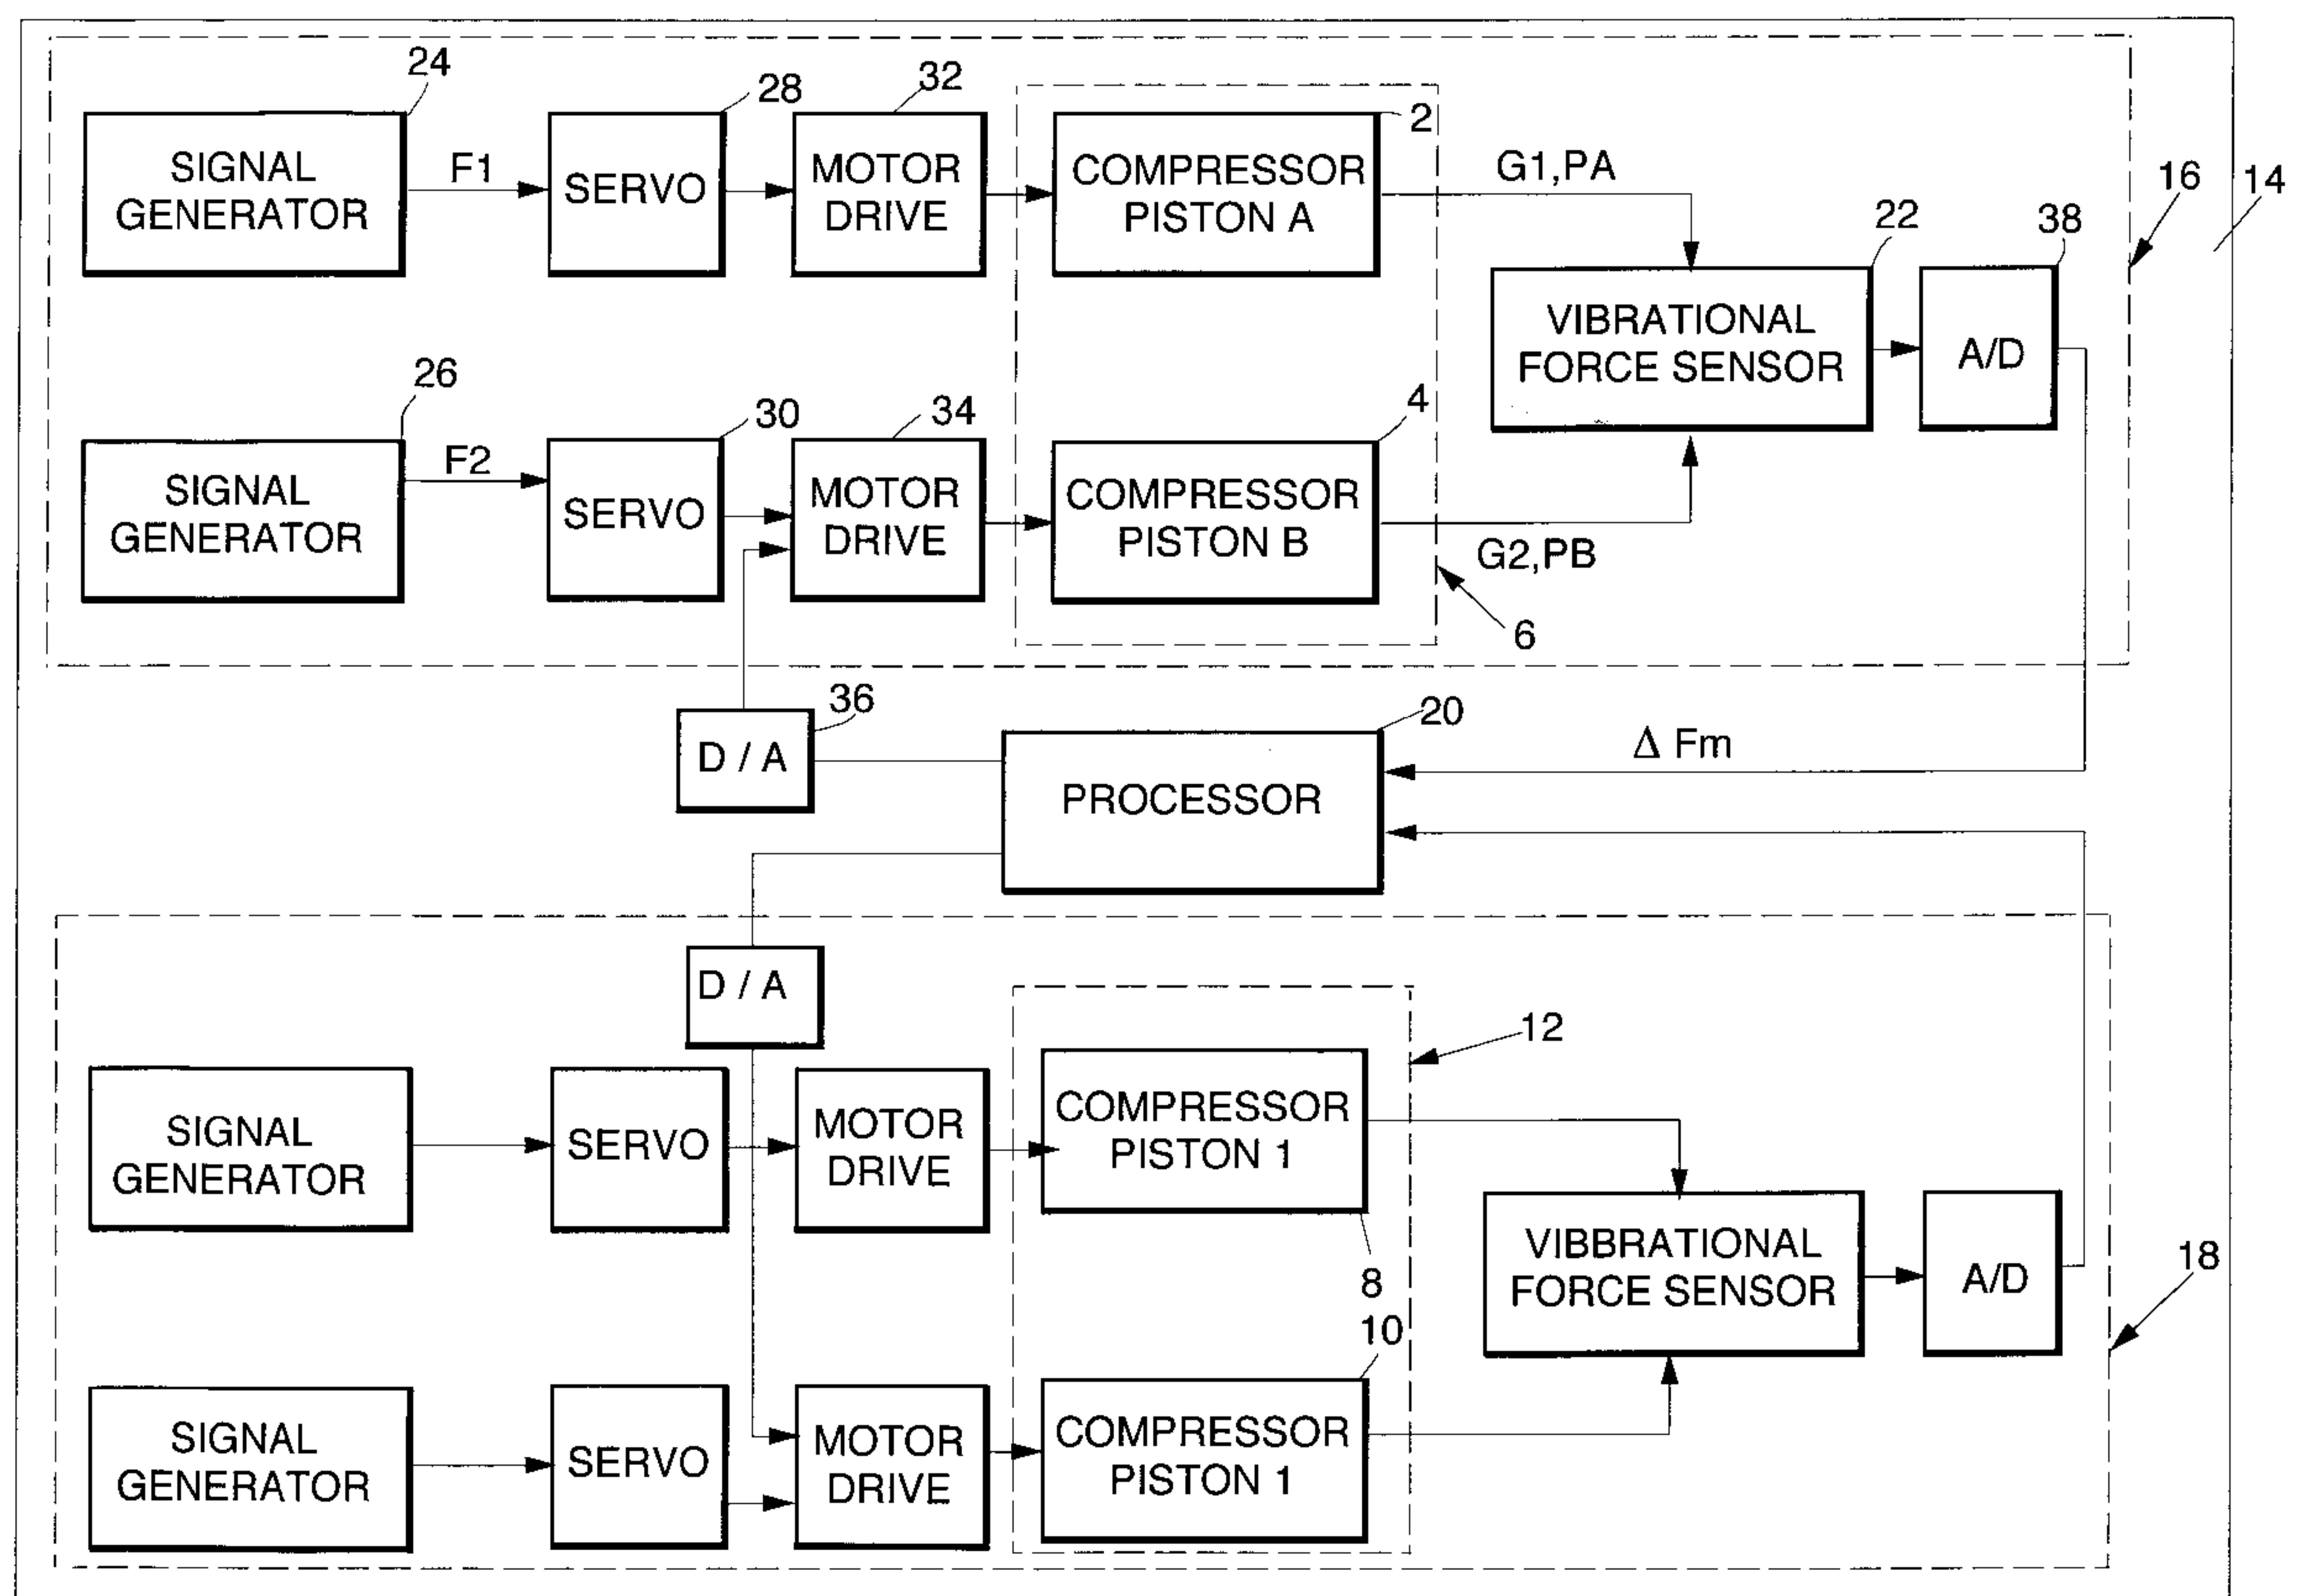 24
28
32
2
SIGNAL
GENERATOR
F1
SERVO
MOTOR
DRIVE
COMPRESSOR
PISTON A
G1,PA
16
14
22
38
VIBRATIONAL
FORCE SENSOR
A/D
26
30
34
4
SIGNAL
GENERATOR
F2
SERVO
MOTOR
DRIVE
COMPRESSOR
PISTON B
G2,PB
6
36
D / A
20
PROCESSOR
Δ Fm
D / A
12
SIGNAL
GENERATOR
SERVO
MOTOR
DRIVE
COMPRESSOR
PISTON 1
8
VIBBRATIONAL
FORCE SENSOR
A/D
18
10
SIGNAL
GENERATOR
SERVO
MOTOR
DRIVE
COMPRESSOR
PISTON 1